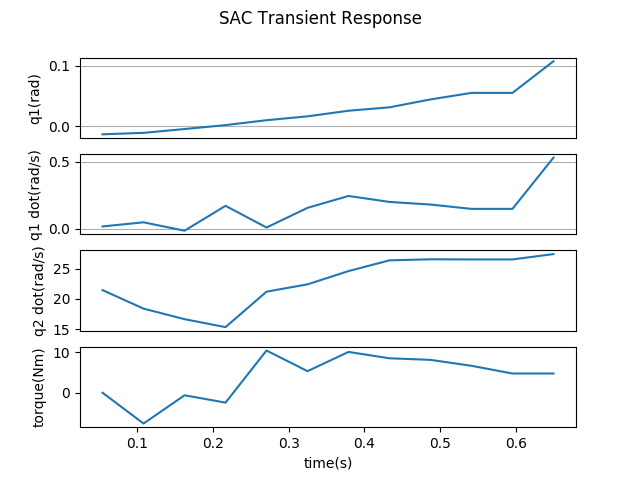 SAC Transient Response
q1(rad)
0.1
0.0
q1 dot(rad/s)
0.5
0.0
q2 dot(rad/s)
25
20
15
torque(Nm)
10
0
0.1 0.2 0.3 0.4 0.5 0.6
time(s)